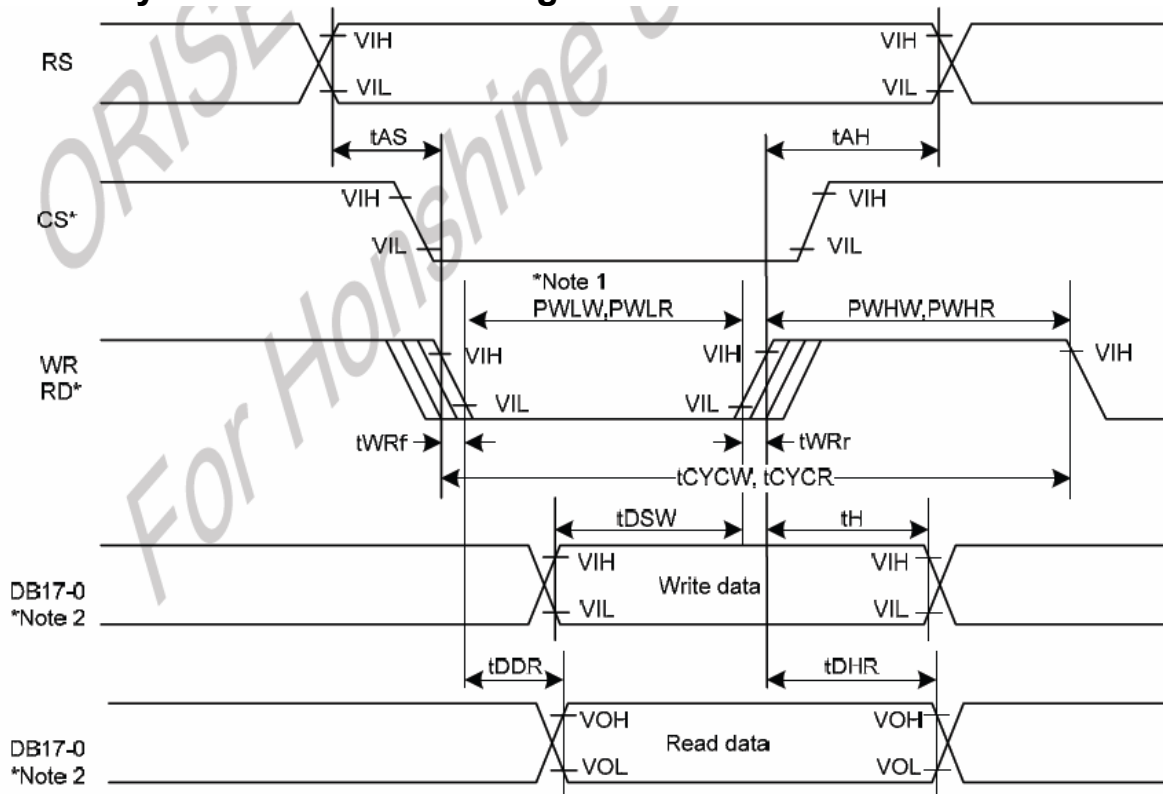 ORISE
For Honshine
RS
VIH
VIH
VIL
VIL
tAS
tAH
CS*
VIH
VIH
VIL
VIL
*Note 1
PWLW,PWLR
PWHW,PWHR
WR
RD*
VIH
VIH
VIH
VIL
VIL
tWRf
tWRr
tCYCW, tCYCR
tDSW
tH
DB17-0
*Note 2
VIH
VIH
Write data
VIL
VIL
tDDR
tDHR
DB17-0
*Note 2
VOH
VOH
Read data
VOL
VOL